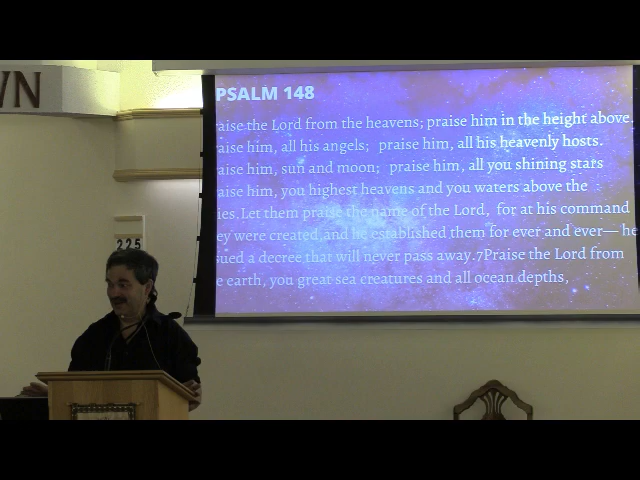 WN
PSALM 148
aise the Lord from the heavens; praise him in the height above.
aise him, all his angels; praise him, all his heavenly hosts.
aise him, sun and moon; praise him, all you shining stars
aise him, you highest heavens and you waters above the
ies. Let them praise the name of the Lord, for at his command
ey were created, and he established them for ever and ever— he
sued a decree that will never pass away.7Praise the Lord from
e earth, you great sea creatures and all ocean depths,
225